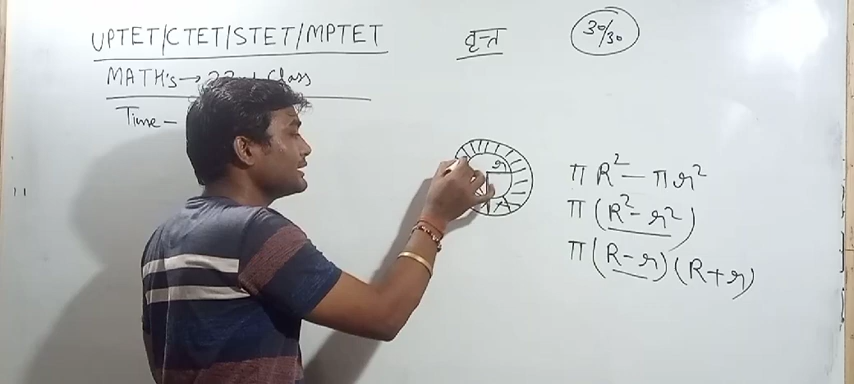 UPTET/CTET/STET/MPTET
वृत्त
30/30
MATH's → Class
Time -
r
R
πR² - πr²
π(R² - r²)
π(R - r)(R + r)